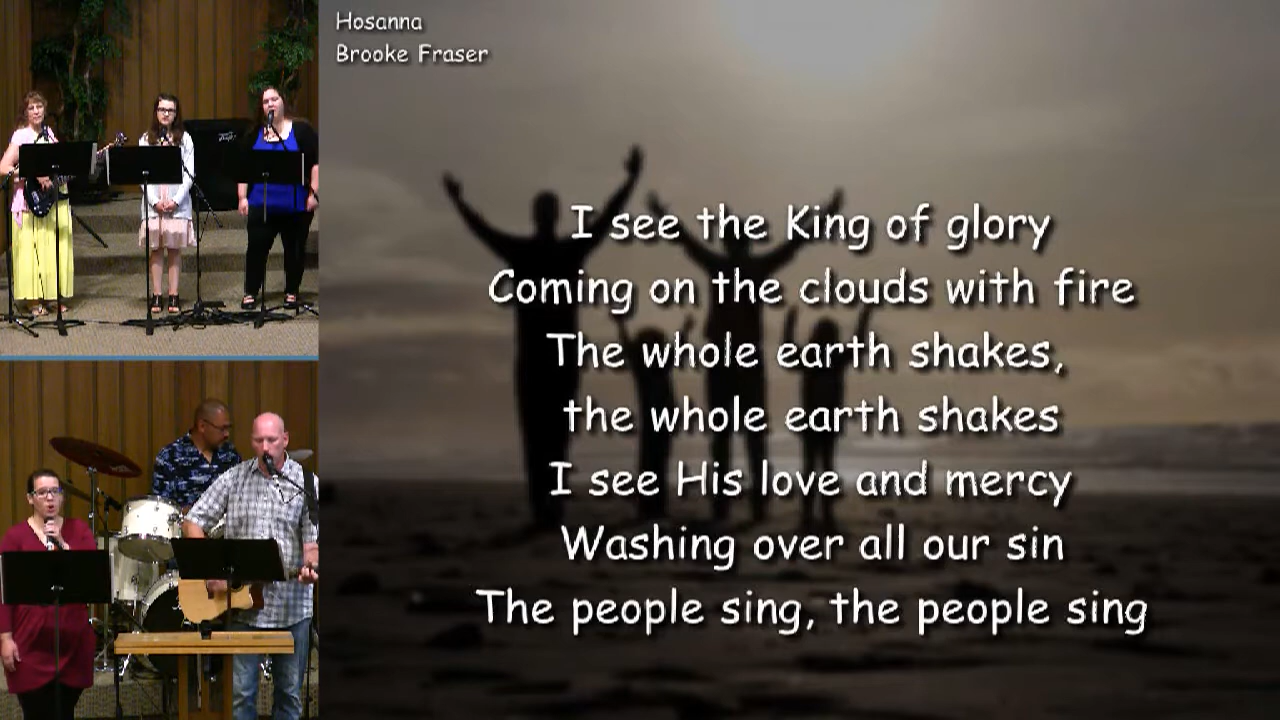 Hosanna
Brooke Fraser
I see the King of glory
Coming on the clouds with fire
The whole earth shakes,
the whole earth shakes
I see His love and mercy
Washing over all our sin
The people sing, the people sing